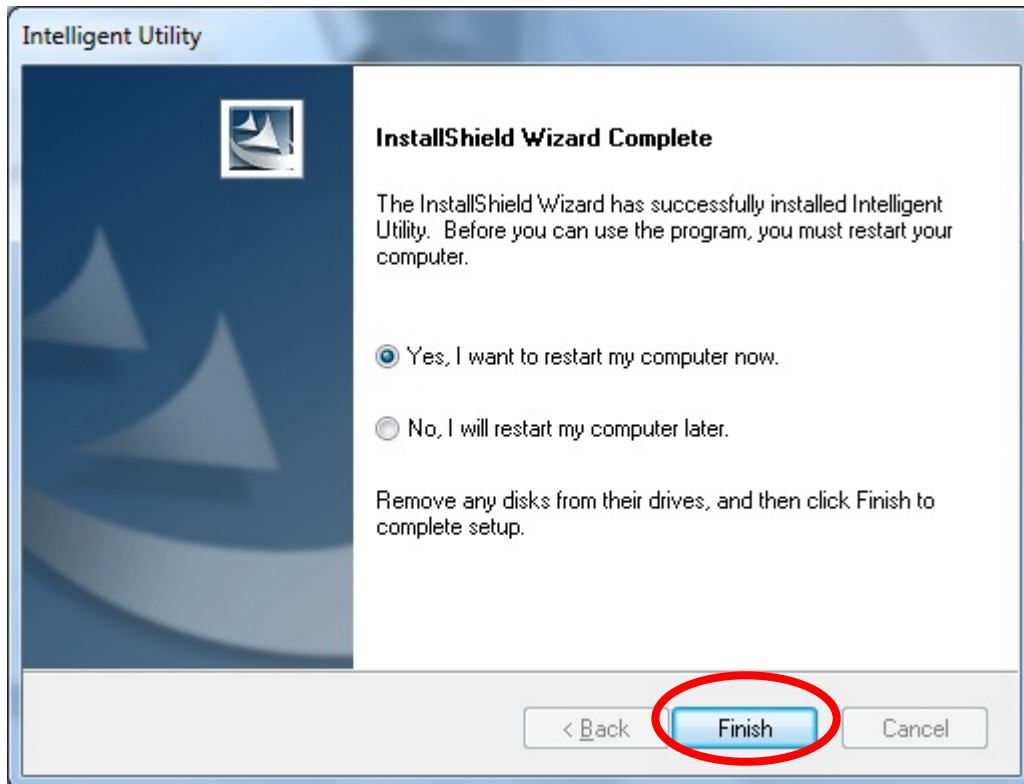 Intelligent Utility
InstallShield Wizard Complete
The InstallShield Wizard has successfully installed Intelligent
Utility.  Before you can use the program, you must restart your
computer.
Yes, I want to restart my computer now.
No, I will restart my computer later.
Remove any disks from their drives, and then click Finish to
complete setup.
< Back
Finish
Cancel